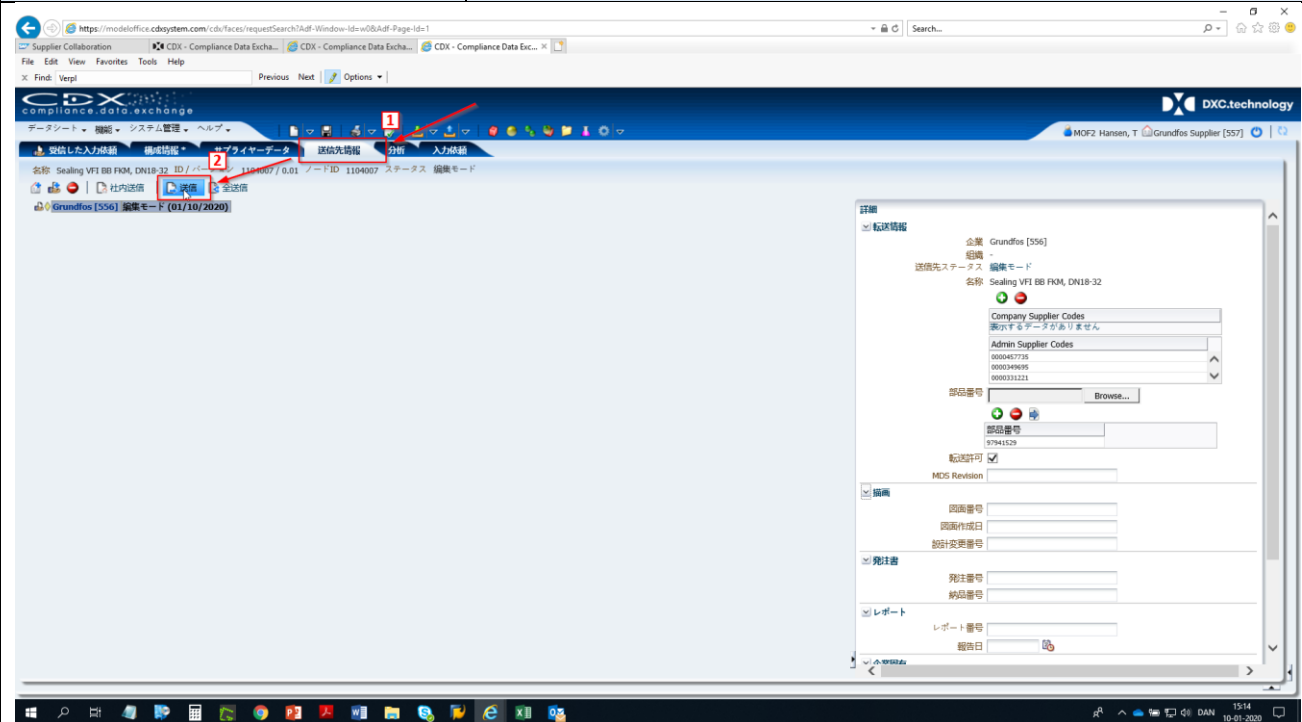 https://modeloffice.cdxsystem.com/cdx/faces/requestSearch?Adf-Window-Id=w0&Adf-Page-Id=1
Search...
Supplier Collaboration
CDX - Compliance Data Excha...
CDX - Compliance Data Excha...
CDX - Compliance Data Exc... ×
File Edit View Favorites Tools Help
× Find: Verpl
Previous Next Options
CDX
compliance.data.exchange
DXC.technology
データシート 機能 システム管理 ヘルプ
1
MOF2 Hansen, T Grundfos Supplier [557]
受信した入力依頼 構成情報 * サプライヤーデータ 送信先情報 分析 入力依頼
2
名称 Sealing VFI BB FKM, DN18-32 ID / バージョン 1104007 / 0.01 ノードID 1104007 ステータス 編集モード
社内送信 送信 全送信
Grundfos [556] 編集モード (01/10/2020)
詳細
転送情報
企業 Grundfos [556]
組織 -
送信先ステータス 編集モード
名称 Sealing VFI BB FKM, DN18-32
Company Supplier Codes
表示するデータがありません
Admin Supplier Codes
0000457735
0000349695
0000331221
部品番号 Browse...
部品番号
97941529
転送許可
MDS Revision
描画
図面番号
図面作成日
設計変更番号
発注書
発注番号
納品番号
レポート
レポート番号
報告日
企業固有
DAN
15:14
10-01-2020